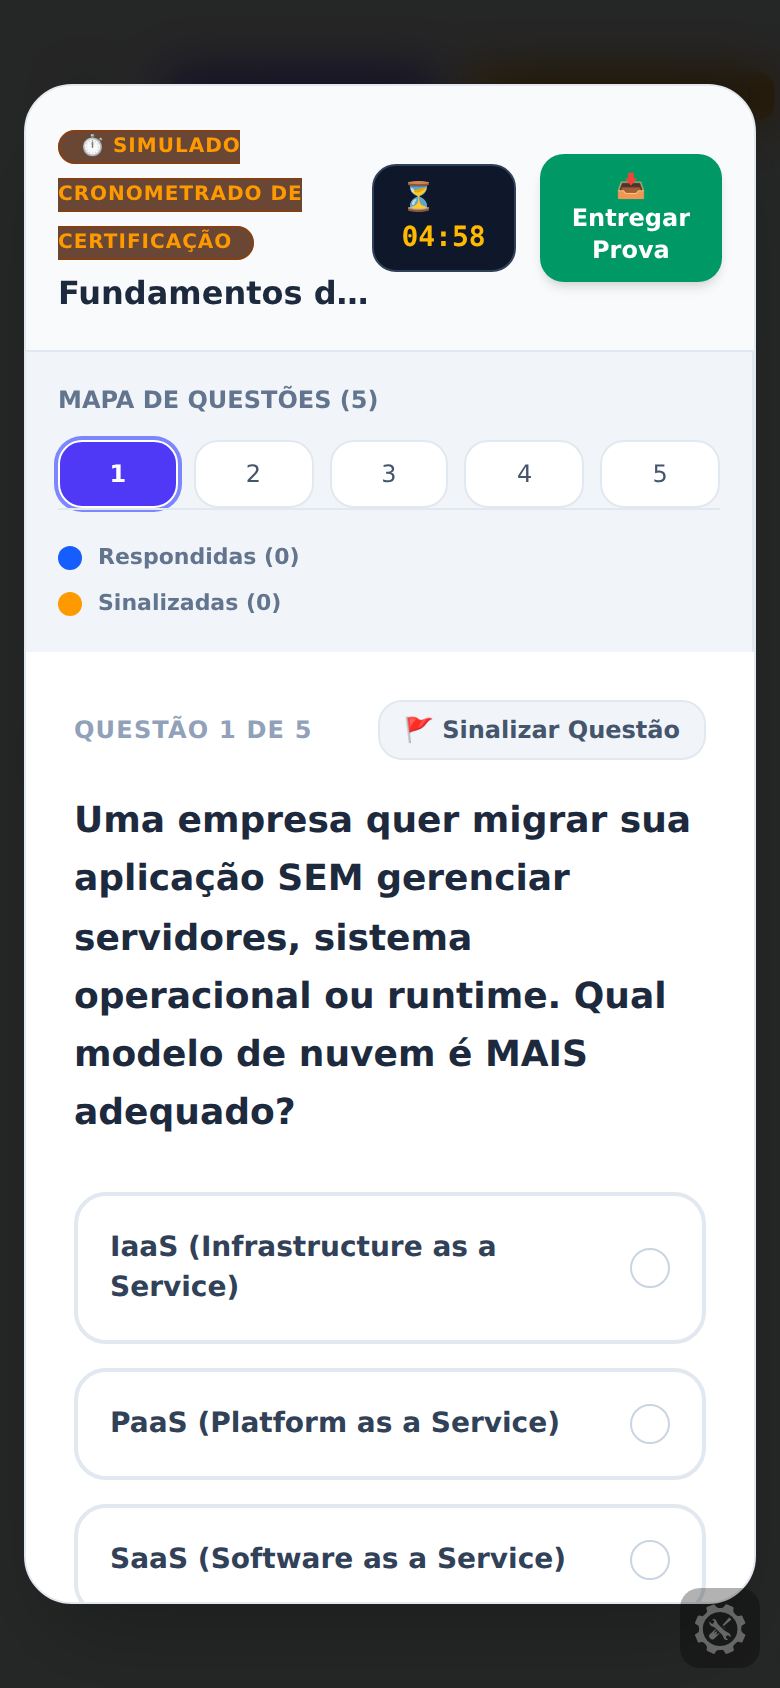 ⏱️ SIMULADO
CRONOMETRADO DE
CERTIFICAÇÃO
Fundamentos d...
⏳
04:58
📥
Entregar
Prova
MAPA DE QUESTÕES (5)
1 2 3 4 5
Respondidas (0)
Sinalizadas (0)
QUESTÃO 1 DE 5
🚩 Sinalizar Questão
Uma empresa quer migrar sua
aplicação SEM gerenciar
servidores, sistema
operacional ou runtime. Qual
modelo de nuvem é MAIS
adequado?
IaaS (Infrastructure as a
Service)
PaaS (Platform as a Service)
SaaS (Software as a Service)